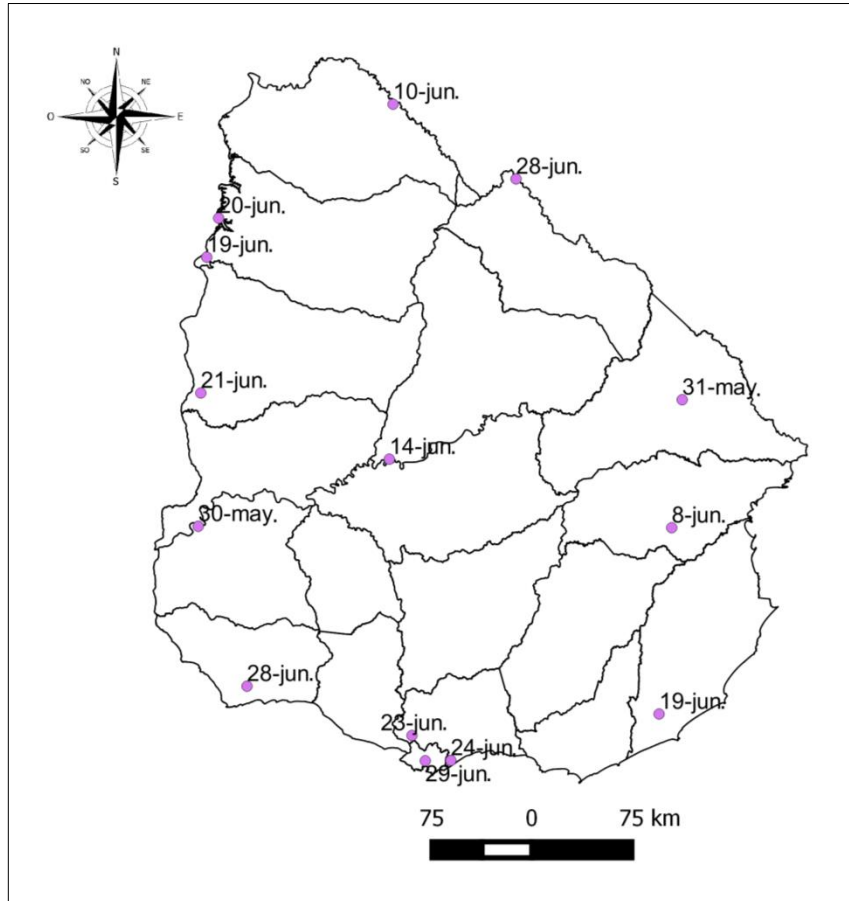 N
NO
NE
O
E
SO
SE
S
10-jun.
28-jun.
20-jun.
19-jun.
21-jun.
31-may.
14-jun.
30-may.
8-jun.
28-jun.
19-jun.
23-jun.
24-jun.
29-jun.
75 0 75 km